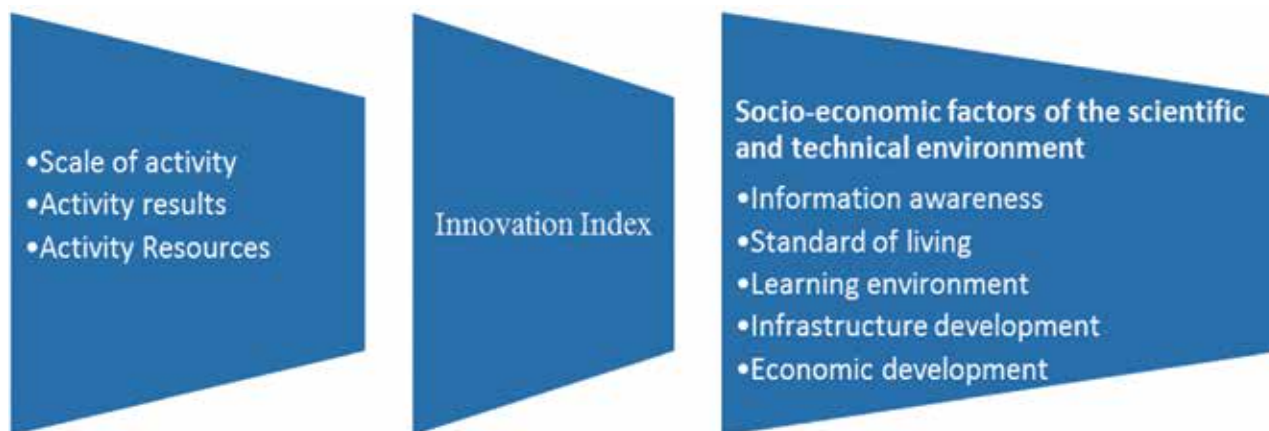 •Scale of activity
•Activity results
•Activity Resources
Innovation Index
Socio-economic factors of the scientific
and technical environment
•Information awareness
•Standard of living
•Learning environment
•Infrastructure development
•Economic development